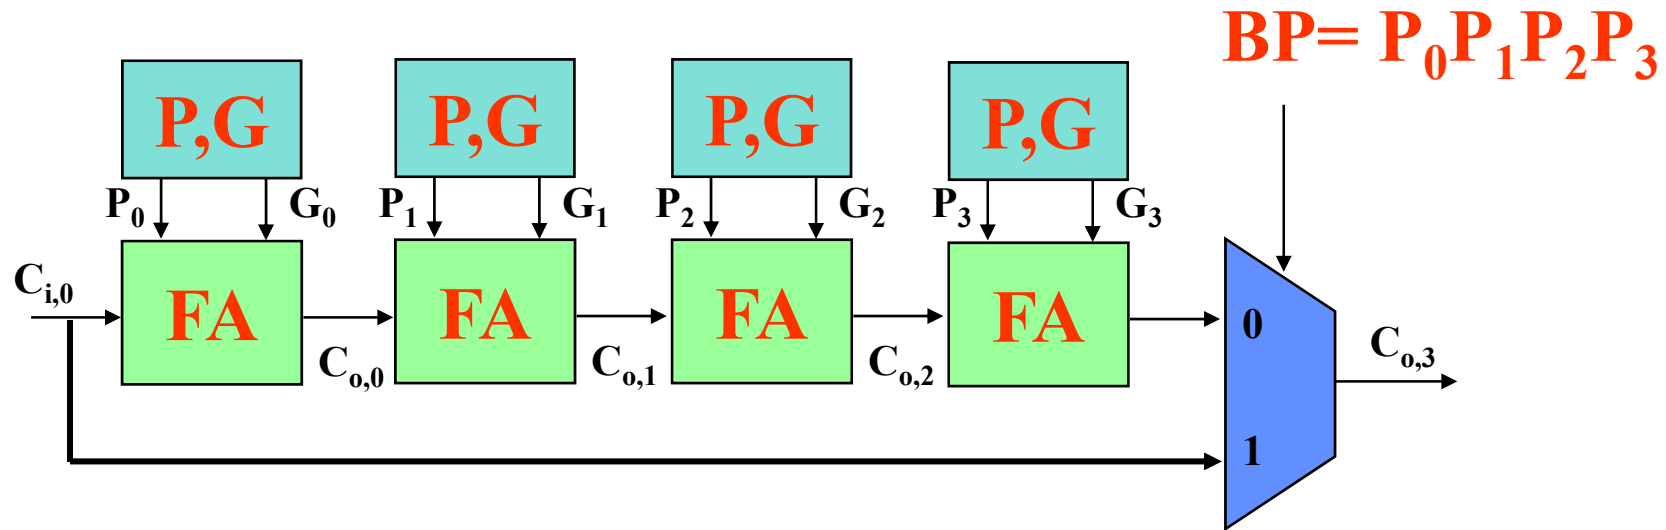 BP= P₀P₁P₂P₃
P,G P,G P,G P,G
P₀ G₀ P₁ G₁ P₂ G₂ P₃ G₃
Cᵢ,₀ FA FA FA FA 0
Cₒ,₀ Cₒ,₁ Cₒ,₂ Cₒ,₃
1